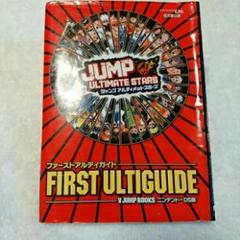 JUMP
ULTIMATE STARS
ジャンプ アルティメットスターズ
ファーストアルティガイド
FIRST ULTIGUIDE
V JUMP BOOKS ニンテンドーDS版